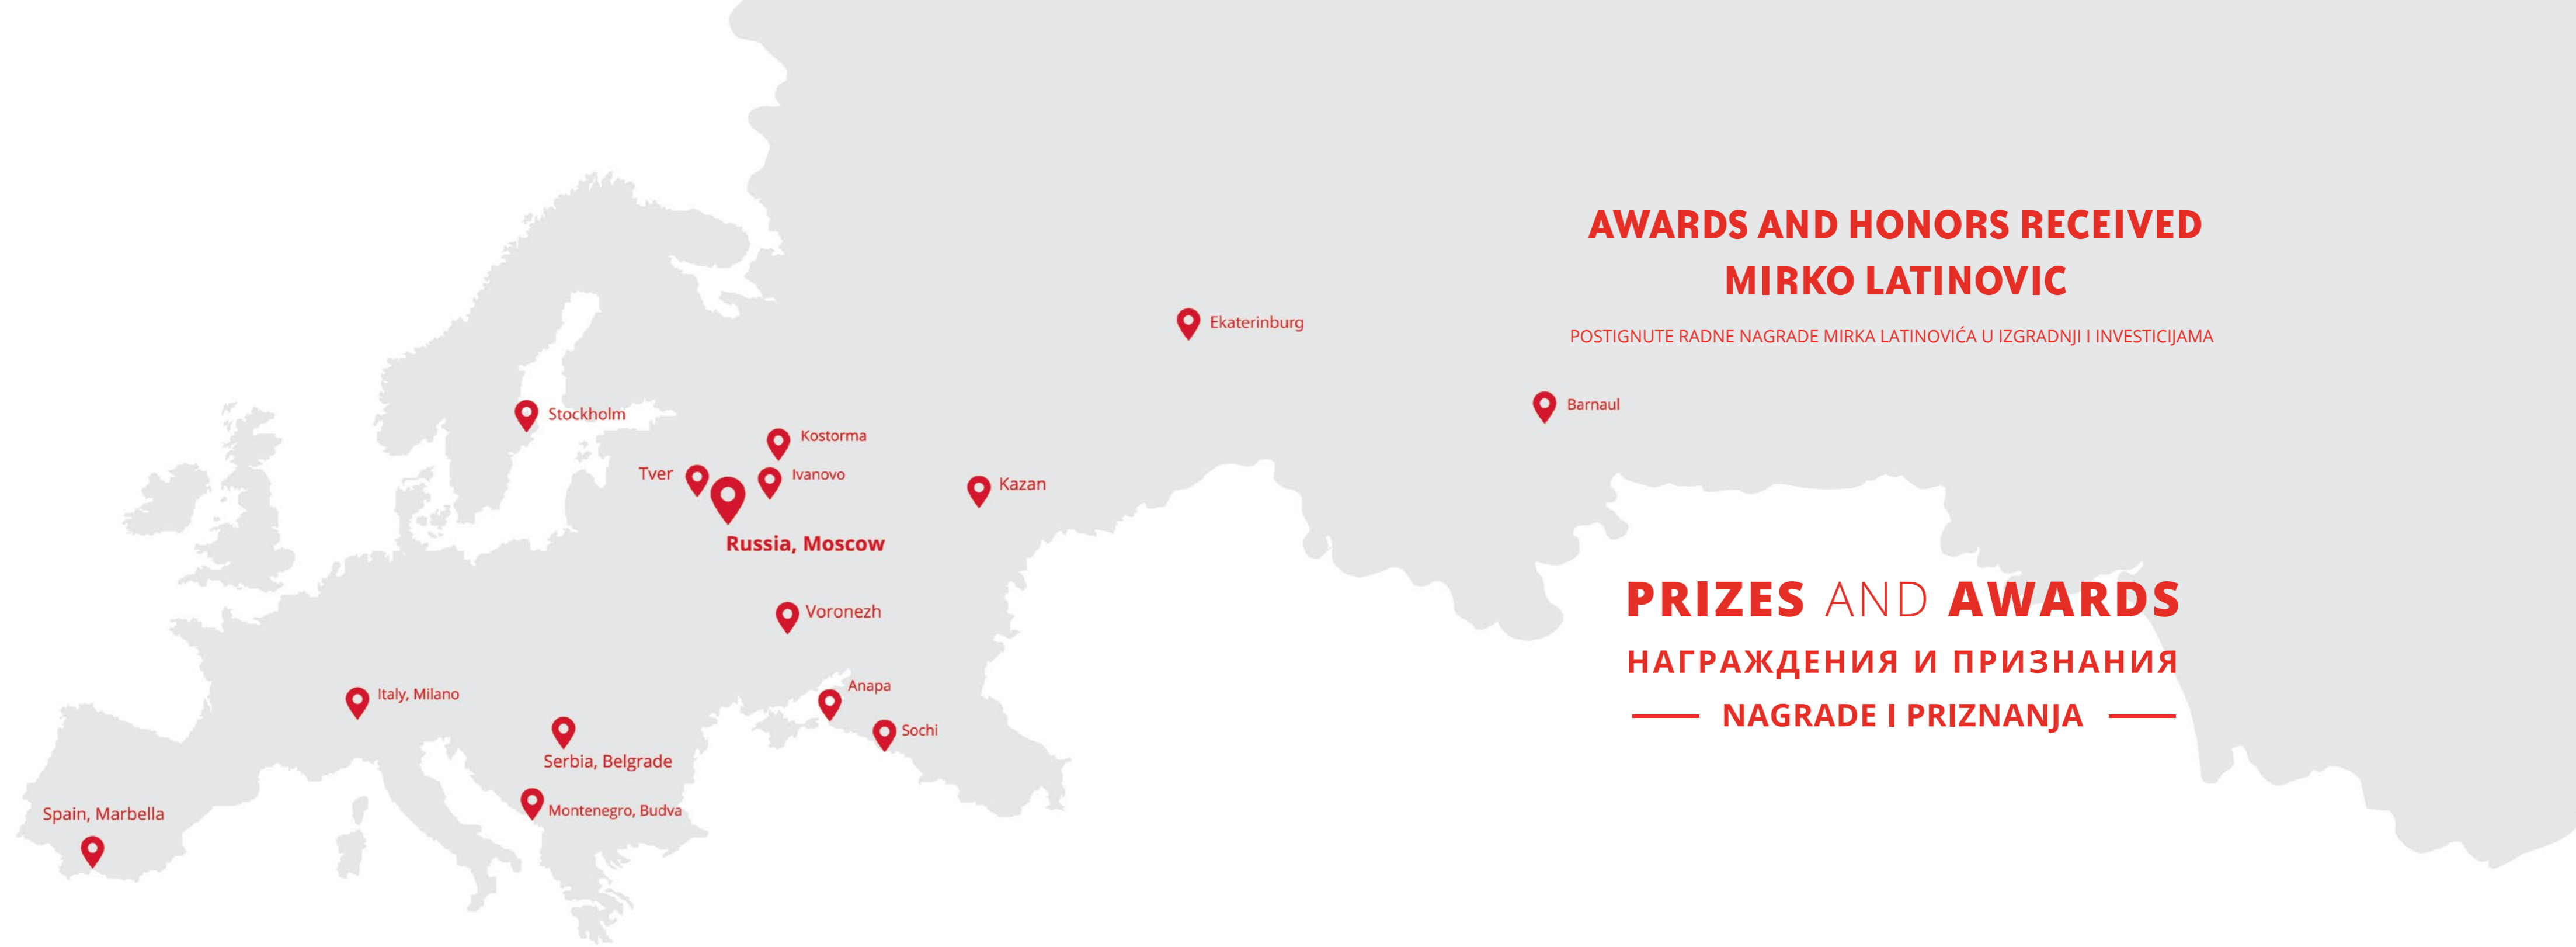 AWARDS AND HONORS RECEIVED
MIRKO LATINOVIC
POSTIGNUTE RADNE NAGRADE MIRKA LATINOVIĆA U IZGRADNJI I INVESTICIJAMA
Ekaterinburg
Barnaul
Stockholm
Kostorma
Tver
Ivanovo
Kazan
Russia, Moscow
PRIZES AND AWARDS
НАГРАЖДЕНИЯ И ПРИЗНАНИЯ
NAGRADE I PRIZNANJA
Voronezh
Anapa
Italy, Milano
Sochi
Serbia, Belgrade
Montenegro, Budva
Spain, Marbella